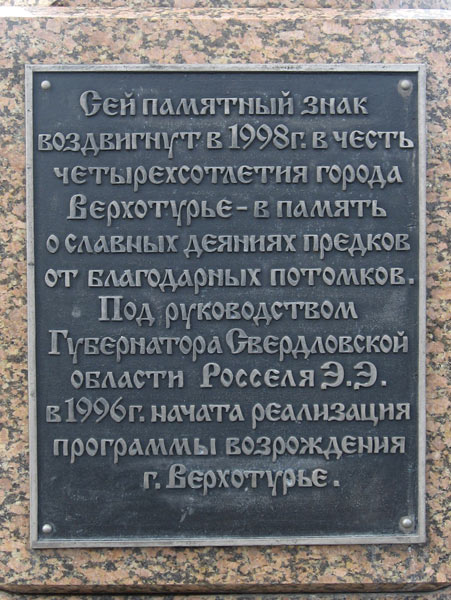 Сей памятный знак
воздвигнут в 1998г. в честь
четырехсотлетия города
Верхотурье - в память
о славных деяниях предков
от благодарных потомков.
Под руководством
Губернатора Свердловской
области Росселя Э.Э.
в 1996г. начата реализация
программы возрождения
г. Верхотурье.